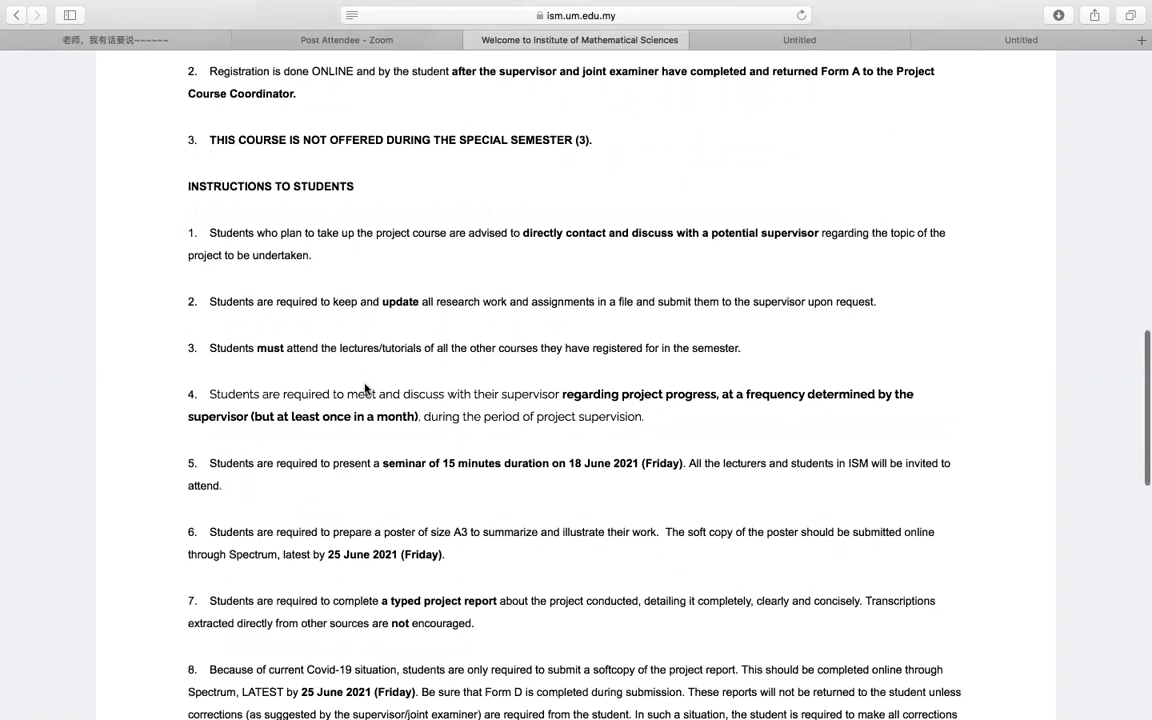 ism.um.edu.my
老师，我有话要说~~~~~~
Post Attendee - Zoom
Welcome to Institute of Mathematical Sciences
Untitled
Untitled
2. Registration is done ONLINE and by the student after the supervisor and joint examiner have completed and returned Form A to the Project
Course Coordinator.
3. THIS COURSE IS NOT OFFERED DURING THE SPECIAL SEMESTER (3).
INSTRUCTIONS TO STUDENTS
1. Students who plan to take up the project course are advised to directly contact and discuss with a potential supervisor regarding the topic of the
project to be undertaken.
2. Students are required to keep and update all research work and assignments in a file and submit them to the supervisor upon request.
3. Students must attend the lectures/tutorials of all the other courses they have registered for in the semester.
4. Students are required to meet and discuss with their supervisor regarding project progress, at a frequency determined by the
supervisor (but at least once in a month), during the period of project supervision.
5. Students are required to present a seminar of 15 minutes duration on 18 June 2021 (Friday). All the lecturers and students in ISM will be invited to
attend.
6. Students are required to prepare a poster of size A3 to summarize and illustrate their work. The soft copy of the poster should be submitted online
through Spectrum, latest by 25 June 2021 (Friday).
7. Students are required to complete a typed project report about the project conducted, detailing it completely, clearly and concisely. Transcriptions
extracted directly from other sources are not encouraged.
8. Because of current Covid-19 situation, students are only required to submit a softcopy of the project report. This should be completed online through
Spectrum, LATEST by 25 June 2021 (Friday). Be sure that Form D is completed during submission. These reports will not be returned to the student unless
corrections (as suggested by the supervisor/joint examiner) are required from the student. In such a situation, the student is required to make all corrections